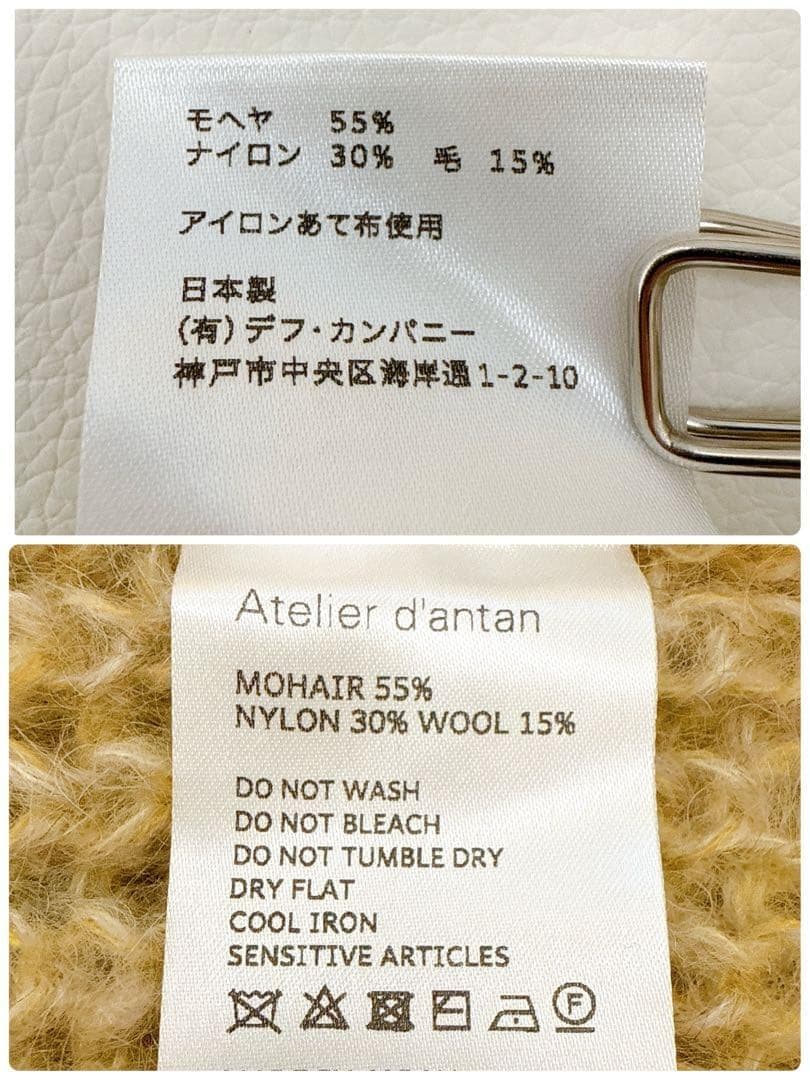 モヘヤ 55%
ナイロン 30% 毛 15%
アイロンあて布使用
日本製
(有)デフ・カンパニー
神戸市中央区海岸通1-2-10
Atelier d'antan
MOHAIR 55%
NYLON 30% WOOL 15%
DO NOT WASH
DO NOT BLEACH
DO NOT TUMBLE DRY
DRY FLAT
COOL IRON
SENSITIVE ARTICLES
F